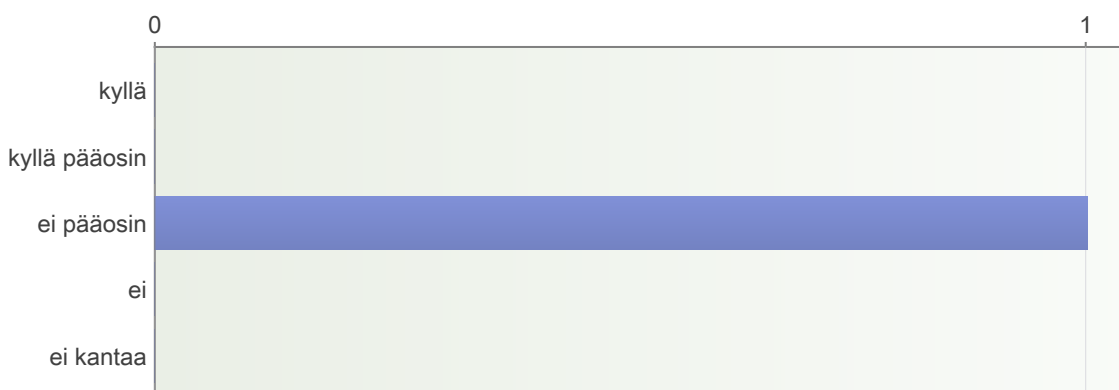 0 1
kyllä
kyllä pääosin
ei pääosin
ei
ei kantaa